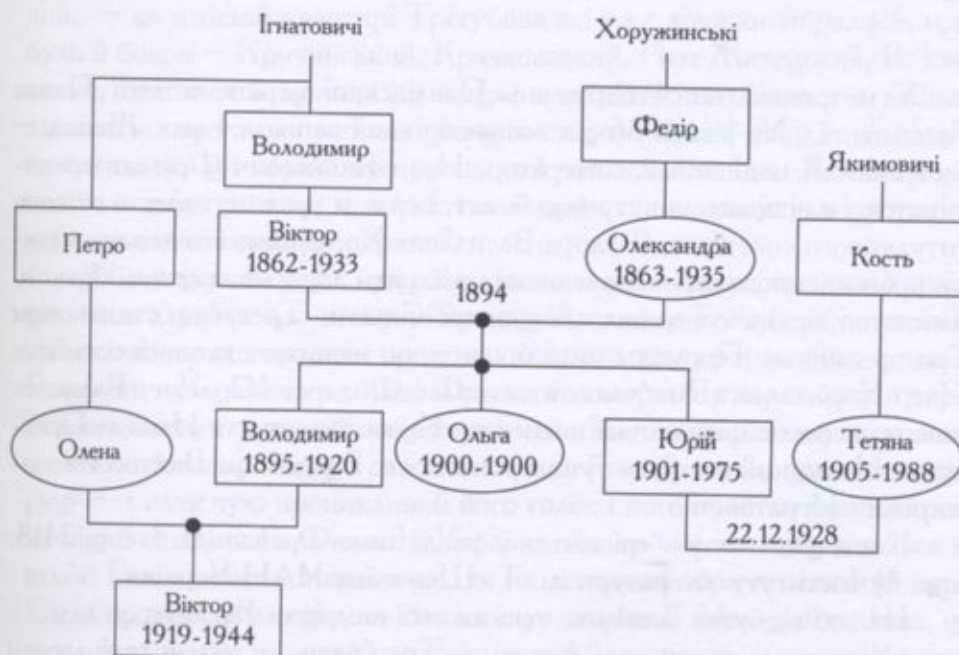 Ігнатовичі
Хоружинські
Володимир
Федір
Якимовичі
Петро
Віктор
1862-1933
Олександра
1863-1935
Кость
1894
Олена
Володимир
1895-1920
Ольга
1900-1900
Юрій
1901-1975
Тетяна
1905-1988
22.12.1928
Віктор
1919-1944